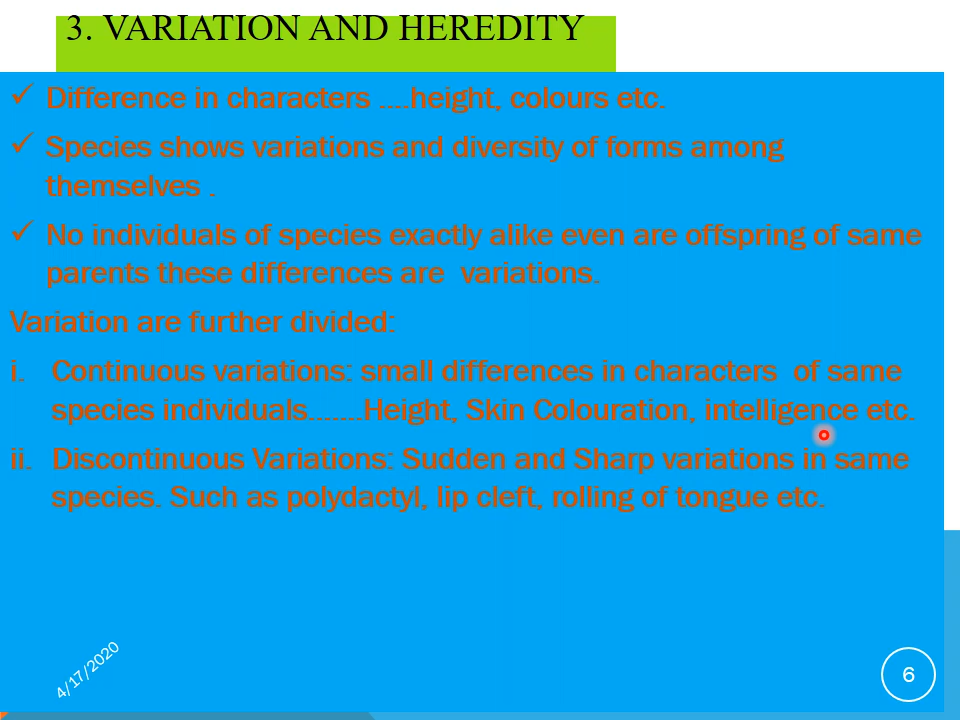 3. VARIATION AND HEREDITY
✓ Difference in characters ....height, colours etc.
✓ Species shows variations and diversity of forms among
themselves .
✓ No individuals of species exactly alike even are offspring of same
parents these differences are  variations.
Variation are further divided:
i. Continuous variations: small differences in characters  of same
species individuals.......Height, Skin Colouration, intelligence etc.
ii. Discontinuous Variations: Sudden and Sharp variations in same
species. Such as polydactyl, lip cleft, rolling of tongue etc.
4/17/2020
6